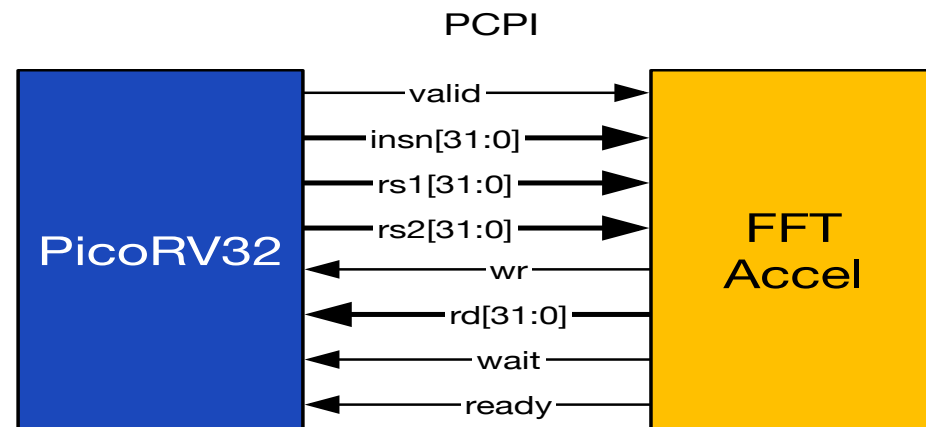 PCPI
valid
insn[31:0]
rs1[31:0]
rs2[31:0]
wr
rd[31:0]
wait
ready
PicoRV32
FFT
Accel